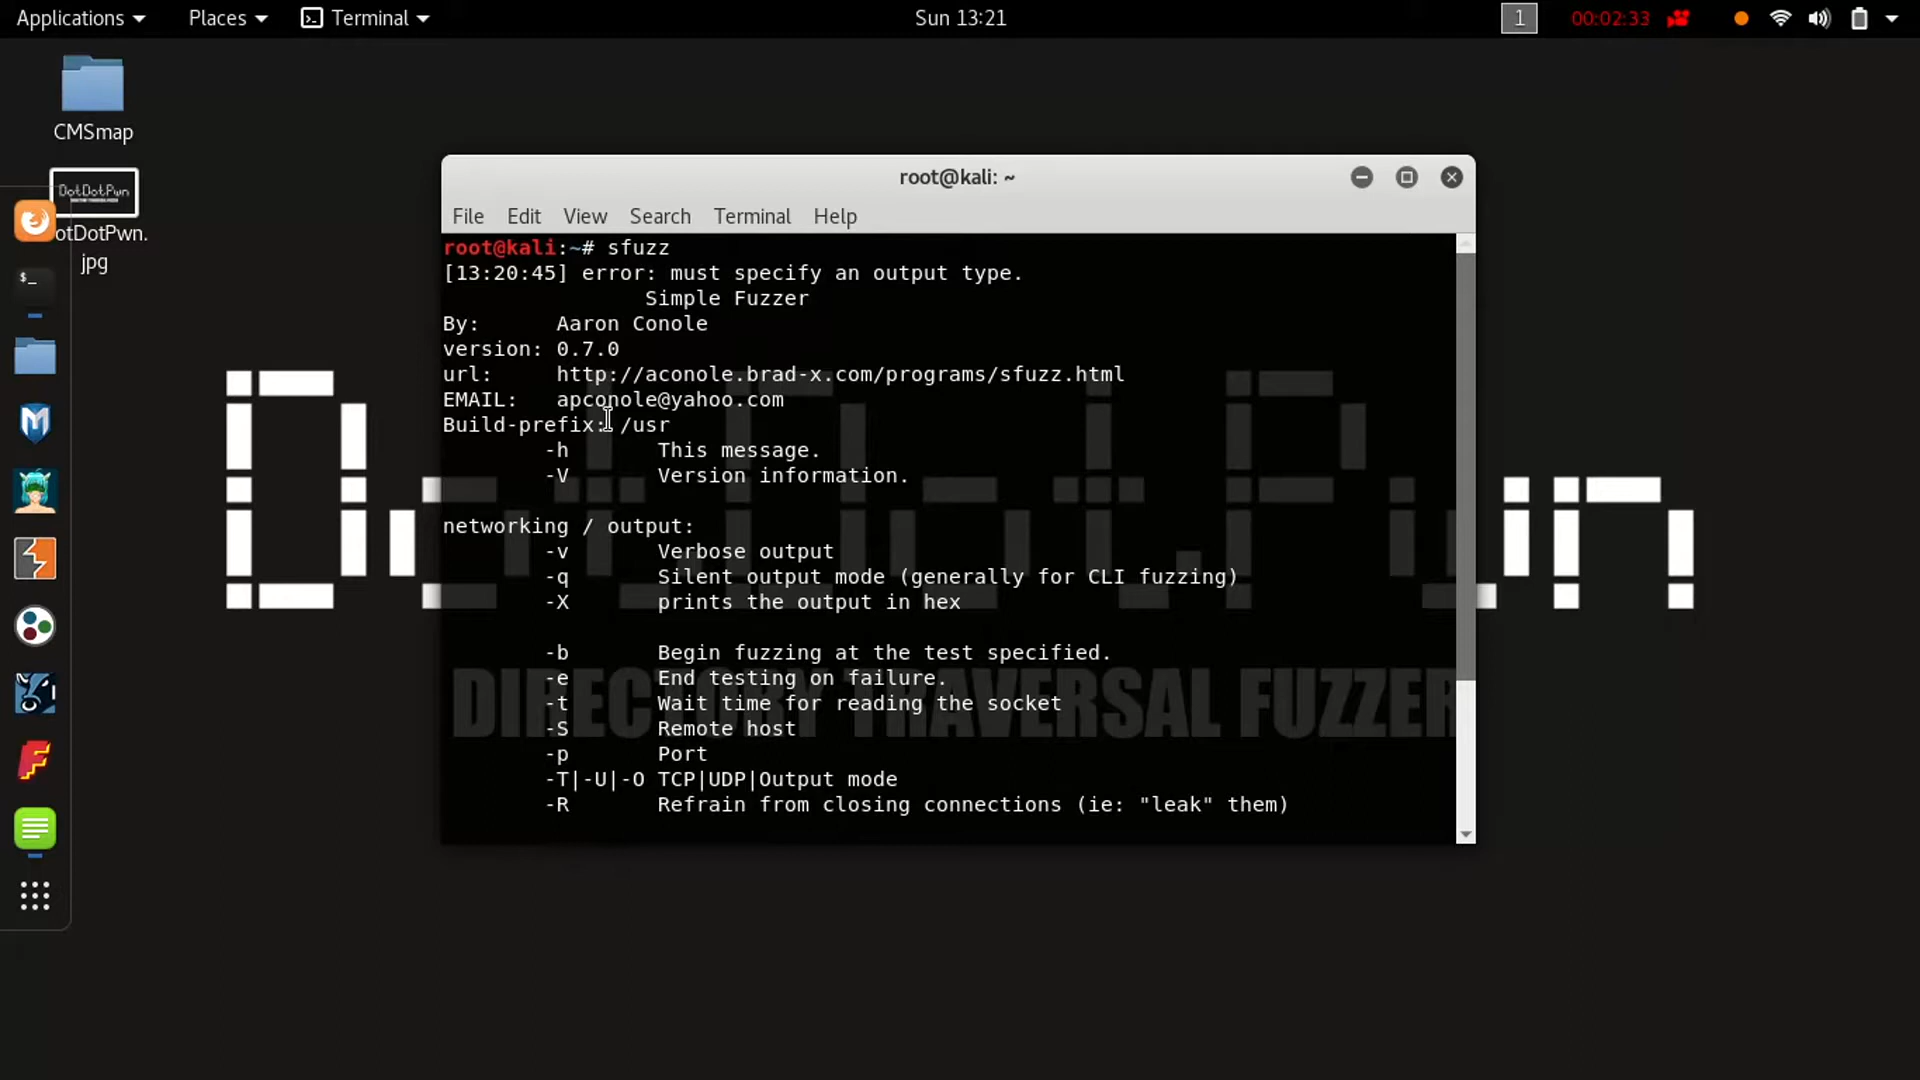 Applications Places Terminal Sun 13:21 1 00:02:33
CMSmap
DotDotPwn
otDotPwn.
jpg
root@kali: ~
File Edit View Search Terminal Help
root@kali:~# sfuzz
[13:20:45] error: must specify an output type.
Simple Fuzzer
By: Aaron Conole
version: 0.7.0
url: http://aconole.brad-x.com/programs/sfuzz.html
EMAIL: apconole@yahoo.com
Build-prefix: /usr
-h This message.
-V Version information.
networking / output:
-v Verbose output
-q Silent output mode (generally for CLI fuzzing)
-X prints the output in hex
-b Begin fuzzing at the test specified.
-e End testing on failure.
-t Wait time for reading the socket
-S Remote host
-p Port
-T|-U|-O TCP|UDP|Output mode
-R Refrain from closing connections (ie: "leak" them)
DotDotPwn
DIRECTORY TRAVERSAL FUZZER